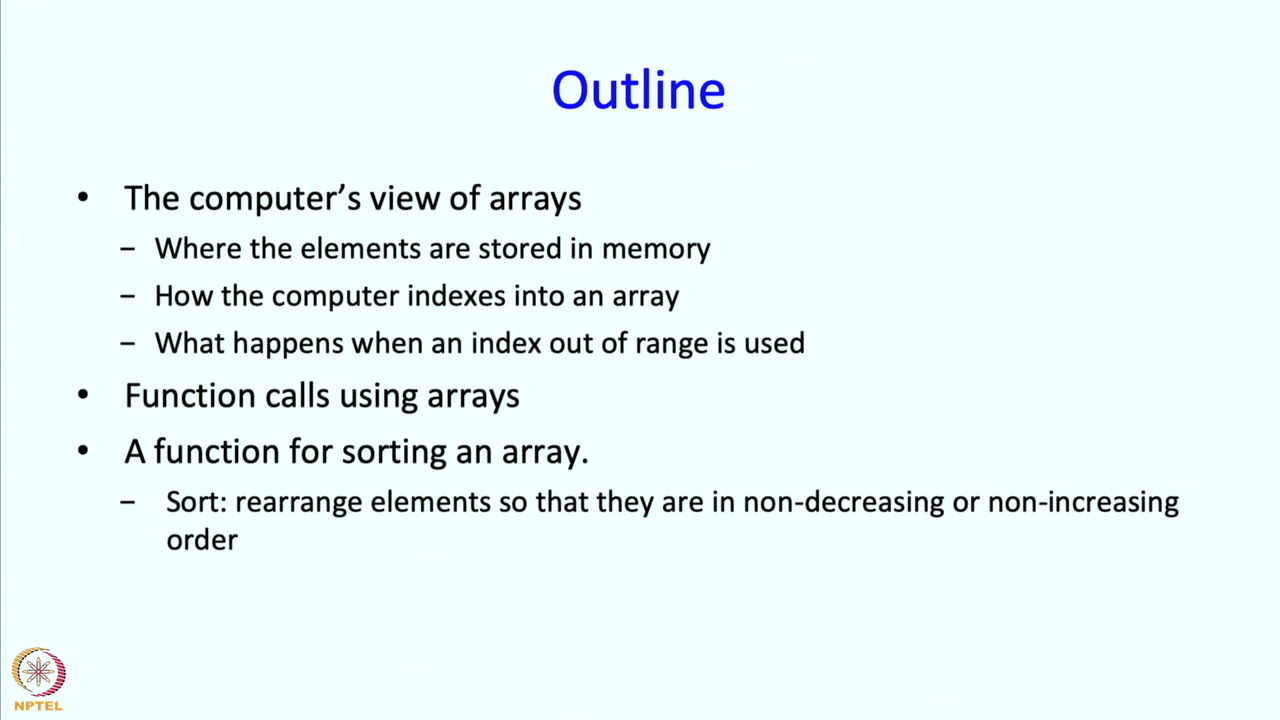 Outline
• The computer’s view of arrays
– Where the elements are stored in memory
– How the computer indexes into an array
– What happens when an index out of range is used
• Function calls using arrays
• A function for sorting an array.
– Sort: rearrange elements so that they are in non-decreasing or non-increasing
order
NPTEL